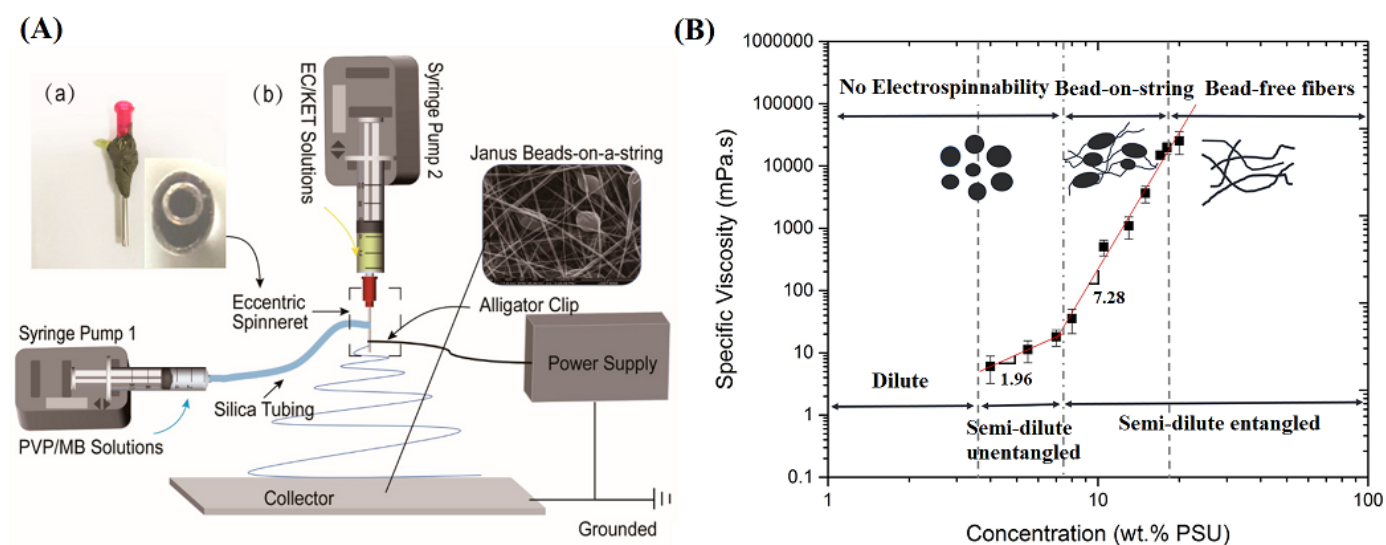 (A)
(a)
(b)
EC/KET Solutions
Syringe Pump 2
Janus Beads-on-a-string
Eccentric
Spinneret
Alligator Clip
Syringe Pump 1
Power Supply
Silica Tubing
PVP/MB Solutions
Collector
Grounded
(B)
Specific Viscosity (mPa.s)
1000000
100000
10000
1000
100
10
1
0.1
No Electrospinnability
Bead-on-string
Bead-free fibers
7.28
1.96
Dilute
Semi-dilute
unentangled
Semi-dilute entangled
1
10
100
Concentration (wt.% PSU)